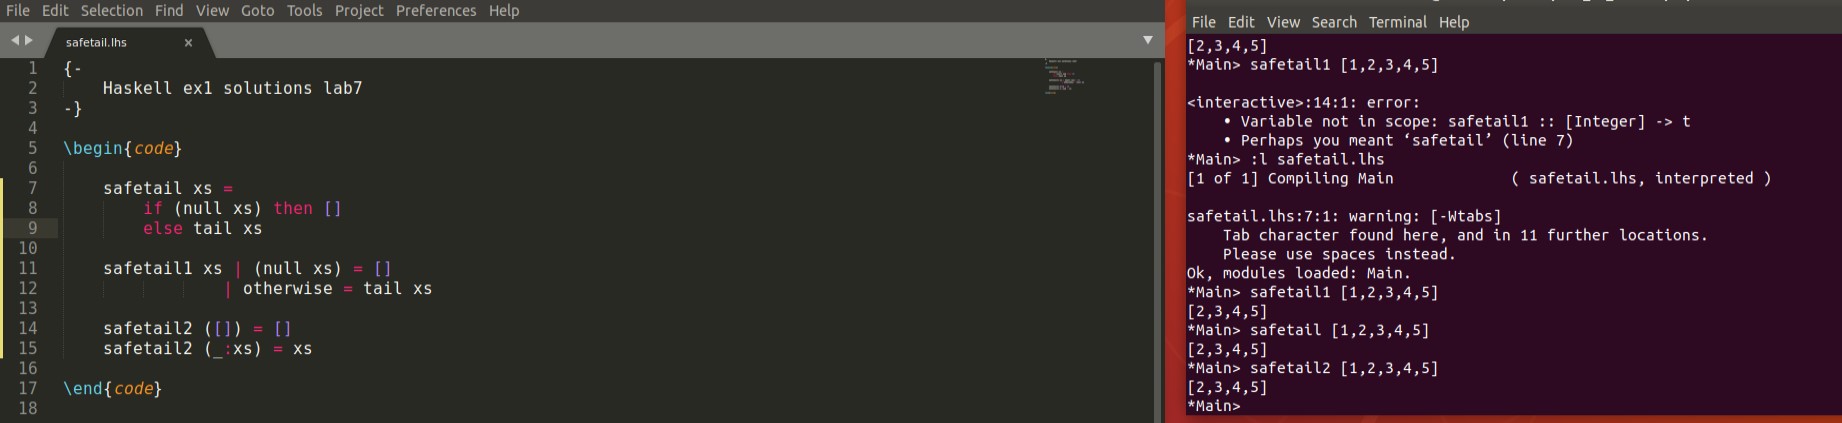 File Edit Selection Find View Goto Tools Project Preferences Help
safetail.lhs ×
1 {-
2 Haskell ex1 solutions lab7
3 -}
4
5 \begin{code}
6
7 safetail xs =
8 if (null xs) then []
9 else tail xs
10
11 safetail1 xs | (null xs) = []
12 | otherwise = tail xs
13
14 safetail2 ([]) = []
15 safetail2 (_:xs) = xs
16
17 \end{code}
18
File Edit View Search Terminal Help
[2,3,4,5]
*Main> safetail1 [1,2,3,4,5]
<interactive>:14:1: error:
• Variable not in scope: safetail1 :: [Integer] -> t
• Perhaps you meant ‘safetail’ (line 7)
*Main> :l safetail.lhs
[1 of 1] Compiling Main ( safetail.lhs, interpreted )
safetail.lhs:7:1: warning: [-Wtabs]
Tab character found here, and in 11 further locations.
Please use spaces instead.
Ok, modules loaded: Main.
*Main> safetail1 [1,2,3,4,5]
[2,3,4,5]
*Main> safetail [1,2,3,4,5]
[2,3,4,5]
*Main> safetail2 [1,2,3,4,5]
[2,3,4,5]
*Main>